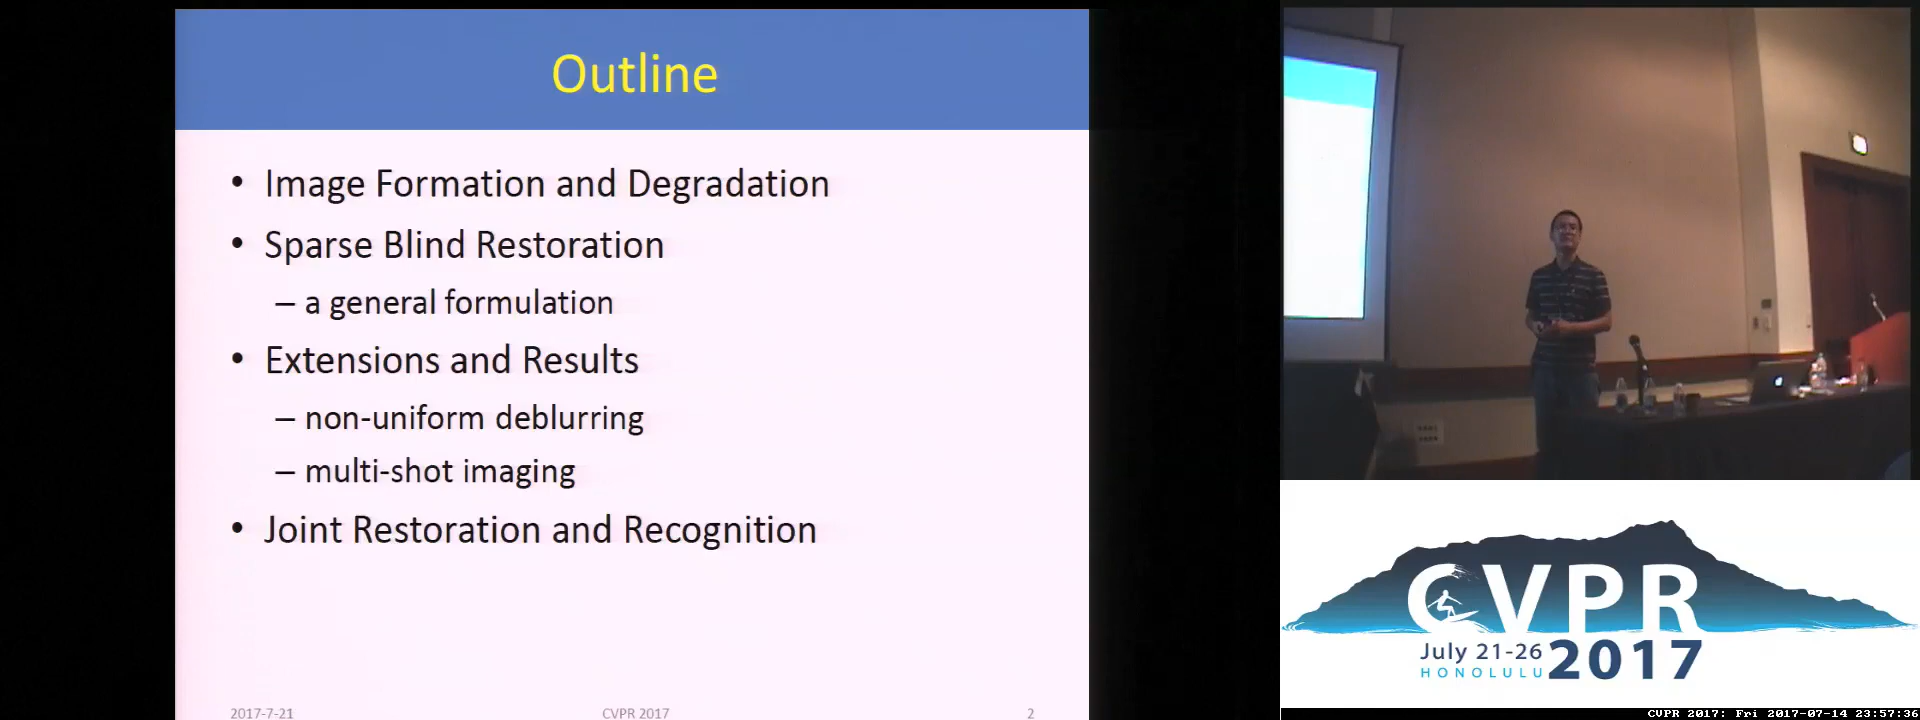 Outline
• Image Formation and Degradation
• Sparse Blind Restoration
– a general formulation
• Extensions and Results
– non-uniform deblurring
– multi-shot imaging
• Joint Restoration and Recognition
2017-7-21
CVPR 2017
2
CVPR
July 21-26
HONOLULU
2017
CVPR 2017: Fri 2017-07-14 23:57:36